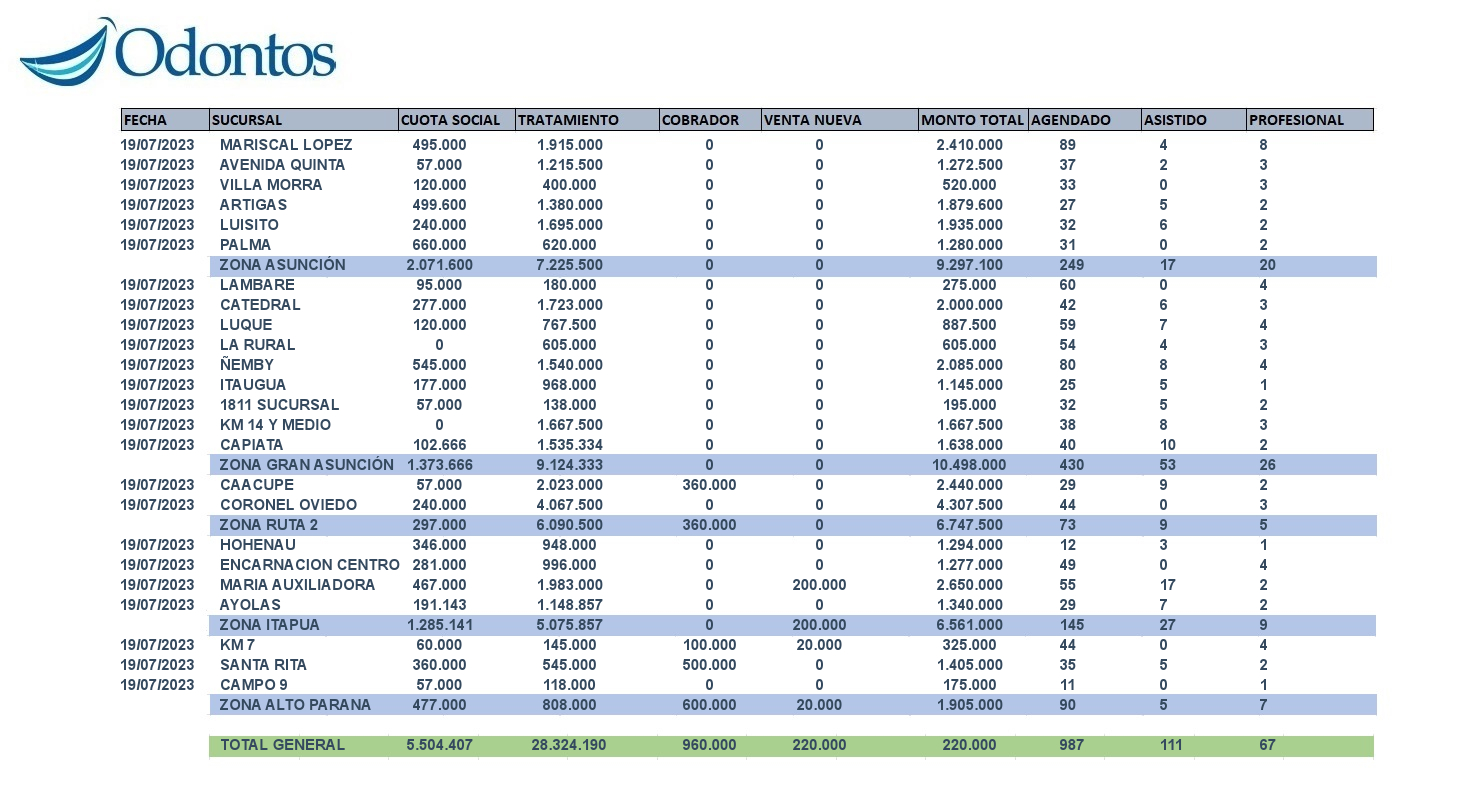 Odontos
FECHA SUCURSAL CUOTA SOCIAL TRATAMIENTO COBRADOR VENTA NUEVA MONTO TOTAL AGENDADO ASISTIDO PROFESIONAL
19/07/2023 MARISCAL LOPEZ 495.000 1.915.000 0 0 2.410.000 89 4 8
19/07/2023 AVENIDA QUINTA 57.000 1.215.500 0 0 1.272.500 37 2 3
19/07/2023 VILLA MORRA 120.000 400.000 0 0 520.000 33 0 3
19/07/2023 ARTIGAS 499.600 1.380.000 0 0 1.879.600 27 5 2
19/07/2023 LUISITO 240.000 1.695.000 0 0 1.935.000 32 6 2
19/07/2023 PALMA 660.000 620.000 0 0 1.280.000 31 0 2
ZONA ASUNCIÓN 2.071.600 7.225.500 0 0 9.297.100 249 17 20
19/07/2023 LAMBARE 95.000 180.000 0 0 275.000 60 0 4
19/07/2023 CATEDRAL 277.000 1.723.000 0 0 2.000.000 42 6 3
19/07/2023 LUQUE 120.000 767.500 0 0 887.500 59 7 4
19/07/2023 LA RURAL 0 605.000 0 0 605.000 54 4 3
19/07/2023 ÑEMBY 545.000 1.540.000 0 0 2.085.000 80 8 4
19/07/2023 ITAUGUA 177.000 968.000 0 0 1.145.000 25 5 1
19/07/2023 1811 SUCURSAL 57.000 138.000 0 0 195.000 32 5 2
19/07/2023 KM 14 Y MEDIO 0 1.667.500 0 0 1.667.500 38 8 3
19/07/2023 CAPIATA 102.666 1.535.334 0 0 1.638.000 40 10 2
ZONA GRAN ASUNCIÓN 1.373.666 9.124.333 0 0 10.498.000 430 53 26
19/07/2023 CAACUPE 57.000 2.023.000 360.000 0 2.440.000 29 9 2
19/07/2023 CORONEL OVIEDO 240.000 4.067.500 0 0 4.307.500 44 0 3
ZONA RUTA 2 297.000 6.090.500 360.000 0 6.747.500 73 9 5
19/07/2023 HOHENAU 346.000 948.000 0 0 1.294.000 12 3 1
19/07/2023 ENCARNACION CENTRO 281.000 996.000 0 0 1.277.000 49 0 4
19/07/2023 MARIA AUXILIADORA 467.000 1.983.000 0 200.000 2.650.000 55 17 2
19/07/2023 AYOLAS 191.143 1.148.857 0 0 1.340.000 29 7 2
ZONA ITAPUA 1.285.141 5.075.857 0 200.000 6.561.000 145 27 9
19/07/2023 KM 7 60.000 145.000 100.000 20.000 325.000 44 0 4
19/07/2023 SANTA RITA 360.000 545.000 500.000 0 1.405.000 35 5 2
19/07/2023 CAMPO 9 57.000 118.000 0 0 175.000 11 0 1
ZONA ALTO PARANA 477.000 808.000 600.000 20.000 1.905.000 90 5 7
TOTAL GENERAL 5.504.407 28.324.190 960.000 220.000 220.000 987 111 67